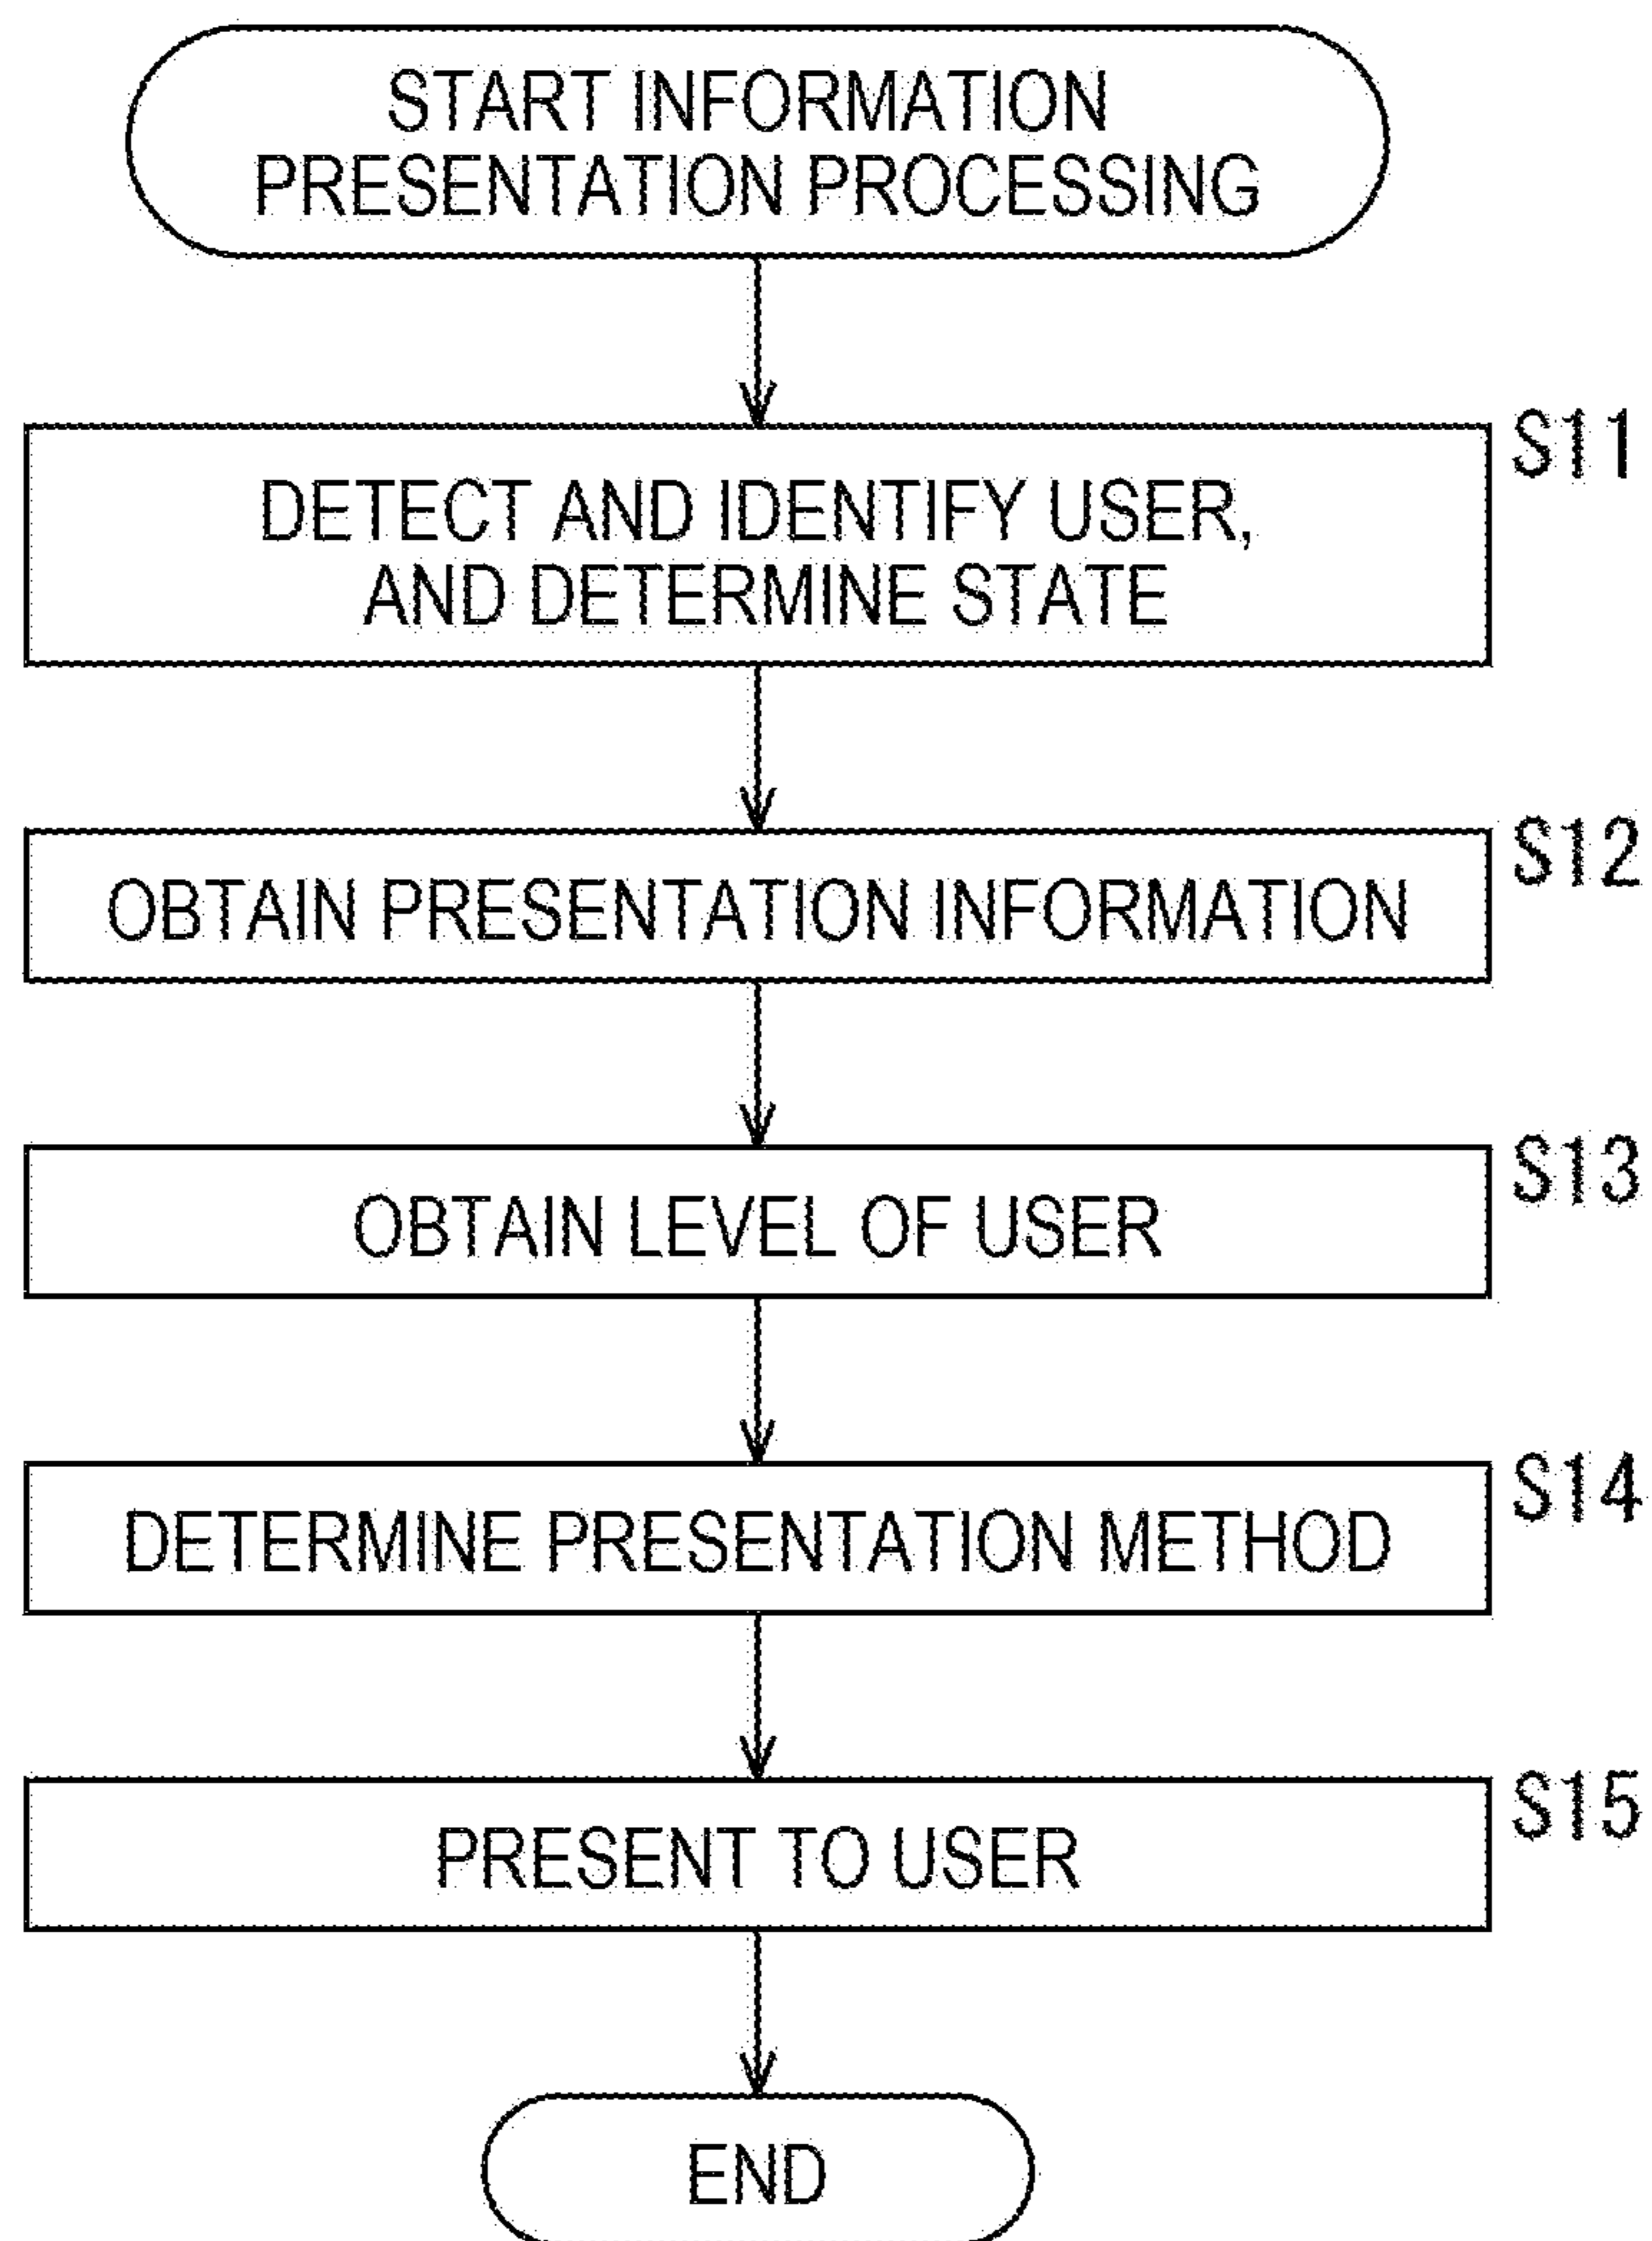 START INFORMATION
PRESENTATION PROCESSING
S11
DETECT AND IDENTIFY USER,
AND DETERMINE STATE
S12
OBTAIN PRESENTATION INFORMATION
S13
OBTAIN LEVEL OF USER
S14
DETERMINE PRESENTATION METHOD
S15
PRESENT TO USER
END